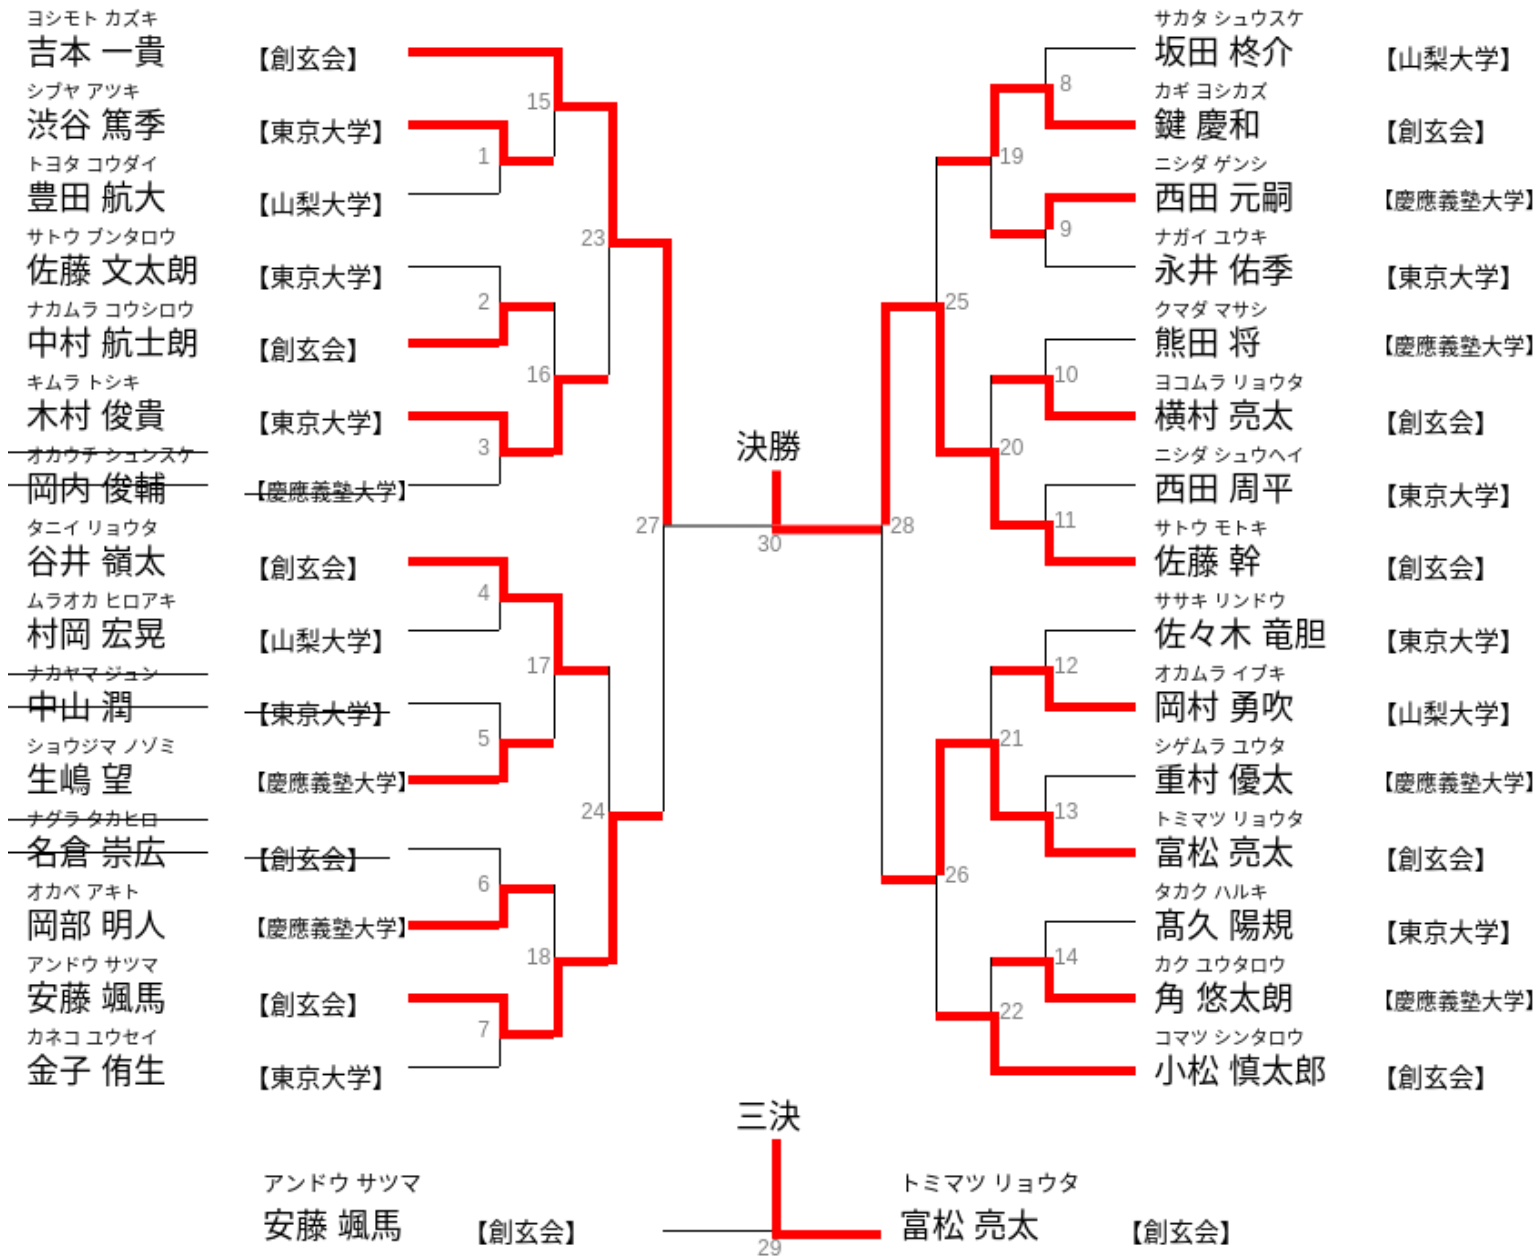 ヨシモト カズキ
吉本 一貴 【創玄会】
シブヤ アツキ
渋谷 篤季 【東京大学】
トヨタ コウダイ
豊田 航大 【山梨大学】
サトウ ブンタロウ
佐藤 文太朗 【東京大学】
ナカムラ コウシロウ
中村 航士朗 【創玄会】
キムラ トシキ
木村 俊貴 【東京大学】
オカウチ シュンスケ
岡内 俊輔 【慶應義塾大学】
タニイ リョウタ
谷井 嶺太 【創玄会】
ムラオカ ヒロアキ
村岡 宏晃 【山梨大学】
ナカヤマ ジュン
中山 潤 【東京大学】
ショウジマ ノゾミ
生嶋 望 【慶應義塾大学】
ナグラ タカヒロ
名倉 崇広 【創玄会】
オカベ アキト
岡部 明人 【慶應義塾大学】
アンドウ サツマ
安藤 颯馬 【創玄会】
カネコ ユウセイ
金子 侑生 【東京大学】
15
1
23
2
16
3
27
4
17
5
24
6
18
7
決勝
30
8
19
9
25
10
20
11
28
12
21
13
26
14
22
サカタ シュウスケ
坂田 柊介 【山梨大学】
カギ ヨシカズ
鍵 慶和 【創玄会】
ニシダ ゲンシ
西田 元嗣 【慶應義塾大学】
ナガイ ユウキ
永井 佑季 【東京大学】
クマダ マサシ
熊田 将 【慶應義塾大学】
ヨコムラ リョウタ
横村 亮太 【創玄会】
ニシダ シュウヘイ
西田 周平 【東京大学】
サトウ モトキ
佐藤 幹 【創玄会】
ササキ リンドウ
佐々木 竜胆 【東京大学】
オカムラ イブキ
岡村 勇吹 【山梨大学】
シゲムラ ユウタ
重村 優太 【慶應義塾大学】
トミマツ リョウタ
富松 亮太 【創玄会】
タカク ハルキ
髙久 陽規 【東京大学】
カク ユウタロウ
角 悠太朗 【慶應義塾大学】
コマツ シンタロウ
小松 慎太郎 【創玄会】
三決
アンドウ サツマ
安藤 颯馬 【創玄会】
29
トミマツ リョウタ
富松 亮太 【創玄会】